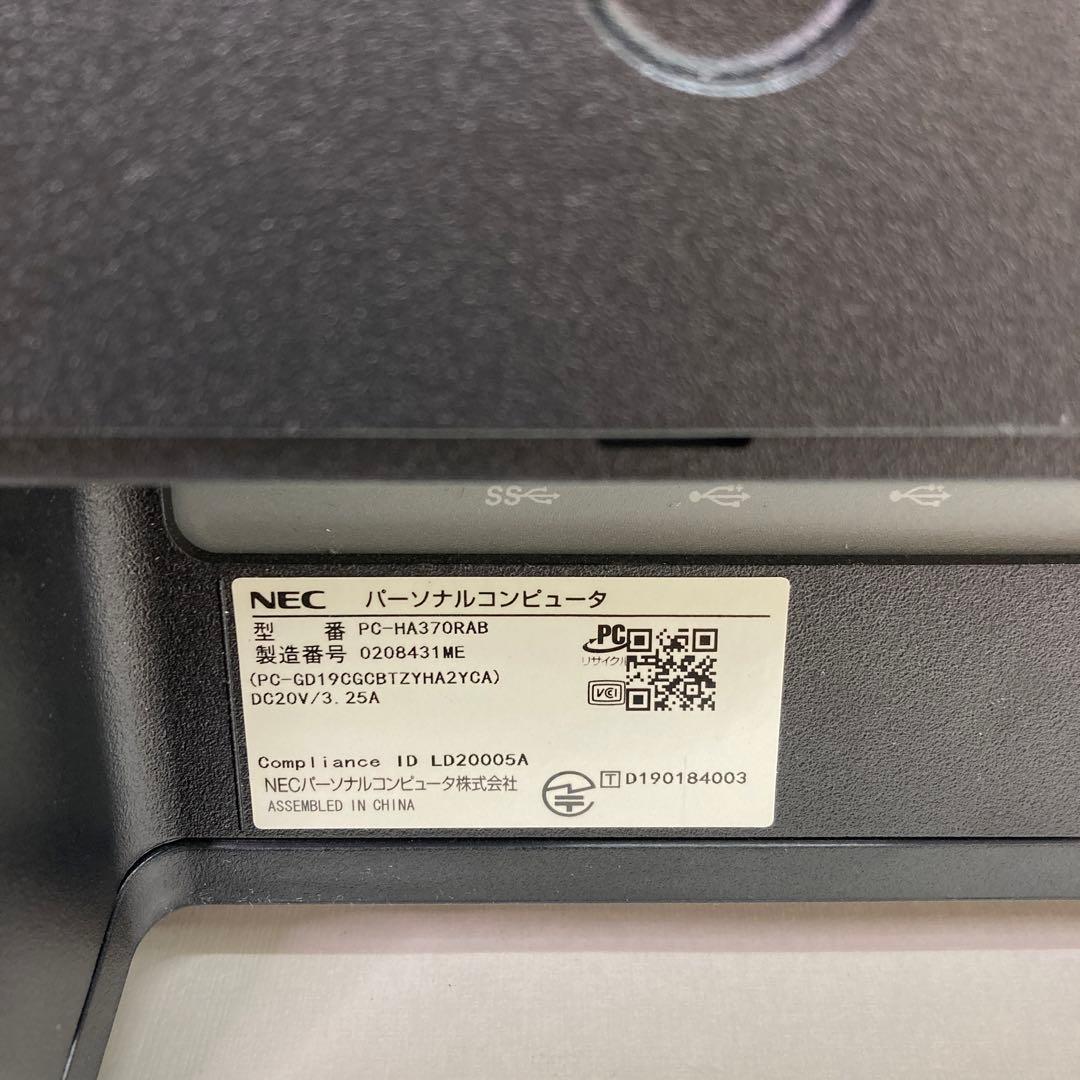 SS
NEC パーソナルコンピュータ
型 番 PC-HA370RAB
製造番号 0208431ME
(PC-GD19CGCBTZYHA2YCA)
DC20V/3.25A
PC
リサイクル
VCCI
Compliance ID LD20005A
NECパーソナルコンピュータ株式会社
ASSEMBLED IN CHINA
T D190184003